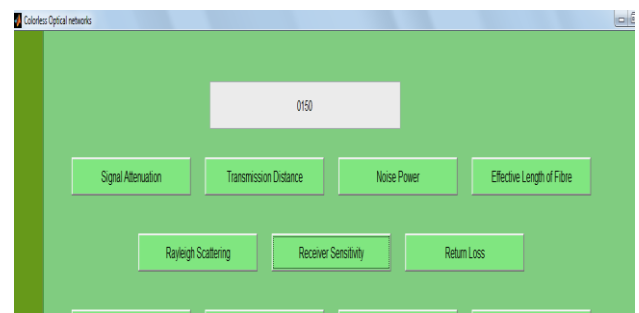 Colorless Optical networks
0150
Signal Attenuation Transmission Distance Noise Power Effective Length of Fibre
Rayleigh Scattering Receiver Sensitivity Return Loss